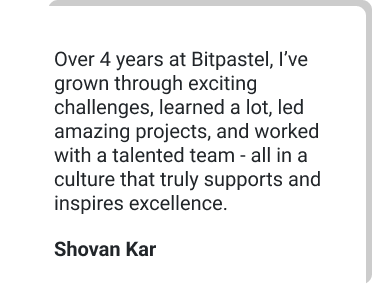 Over 4 years at Bitpastel, I’ve
grown through exciting
challenges, learned a lot, led
amazing projects, and worked
with a talented team - all in a
culture that truly supports and
inspires excellence.
Shovan Kar